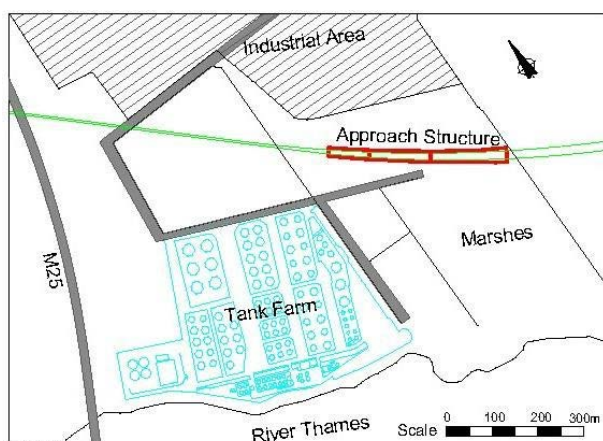 Industrial Area
Approach Structure
Marshes
M25
Tank Farm
River Thames
Scale 0 100 200 300m